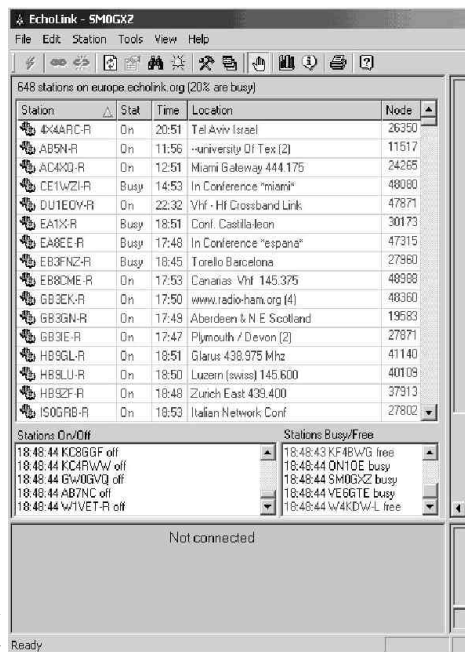 EchoLink - SM0GXZ
File Edit Station Tools View Help
648 stations on europe.echolink.org (20% are busy)
Station Stat Time Location Node
4X4ARC-R On 20:51 Tel Aviv Israel 26350
AB5N-R On 11:56 --university Of Tex (2) 11517
AC4XQ-R On 12:51 Miami Gateway 444.175 24265
CE1WZI-R Busy 14:53 In Conference *miami* 48080
DU1EOV-R On 22:32 Vhf - Hf Crossband Link 47871
EA1X-R Busy 18:51 Conf. Castilla-leon 30173
EA8EE-R Busy 17:48 In Conference *espana* 47315
EB3FNZ-R Busy 18:45 Torello Barcelona 27960
EB8CME-R On 17:53 Canarias Vhf 145.375 48988
GB3EK-R On 17:50 www.radio-ham.org (4) 48360
GB3GN-R On 17:49 Aberdeen & N E Scotland 19583
GB3IE-R On 17:47 Plymouth / Devon (2) 27871
HB9GL-R On 18:51 Glarus 438.975 Mhz 41140
HB9LU-R On 18:50 Luzern (swiss) 145.600 40109
HB9ZF-R On 18:48 Zurich East 439.400 37913
IS0GRB-R On 18:53 Italian Network Conf 27802
Stations On/Off
18:48:44 KC8GGF off
18:48:44 KC4RWW off
18:48:44 GW0GVQ off
18:48:44 AB7NC off
18:48:44 W1VET-R off
Stations Busy/Free
18:48:43 KF4BWG free
18:48:44 ON1OE busy
18:48:44 SM0GXZ busy
18:48:44 VE6GTE busy
18:48:44 W4KDW-L free
Not connected
Ready